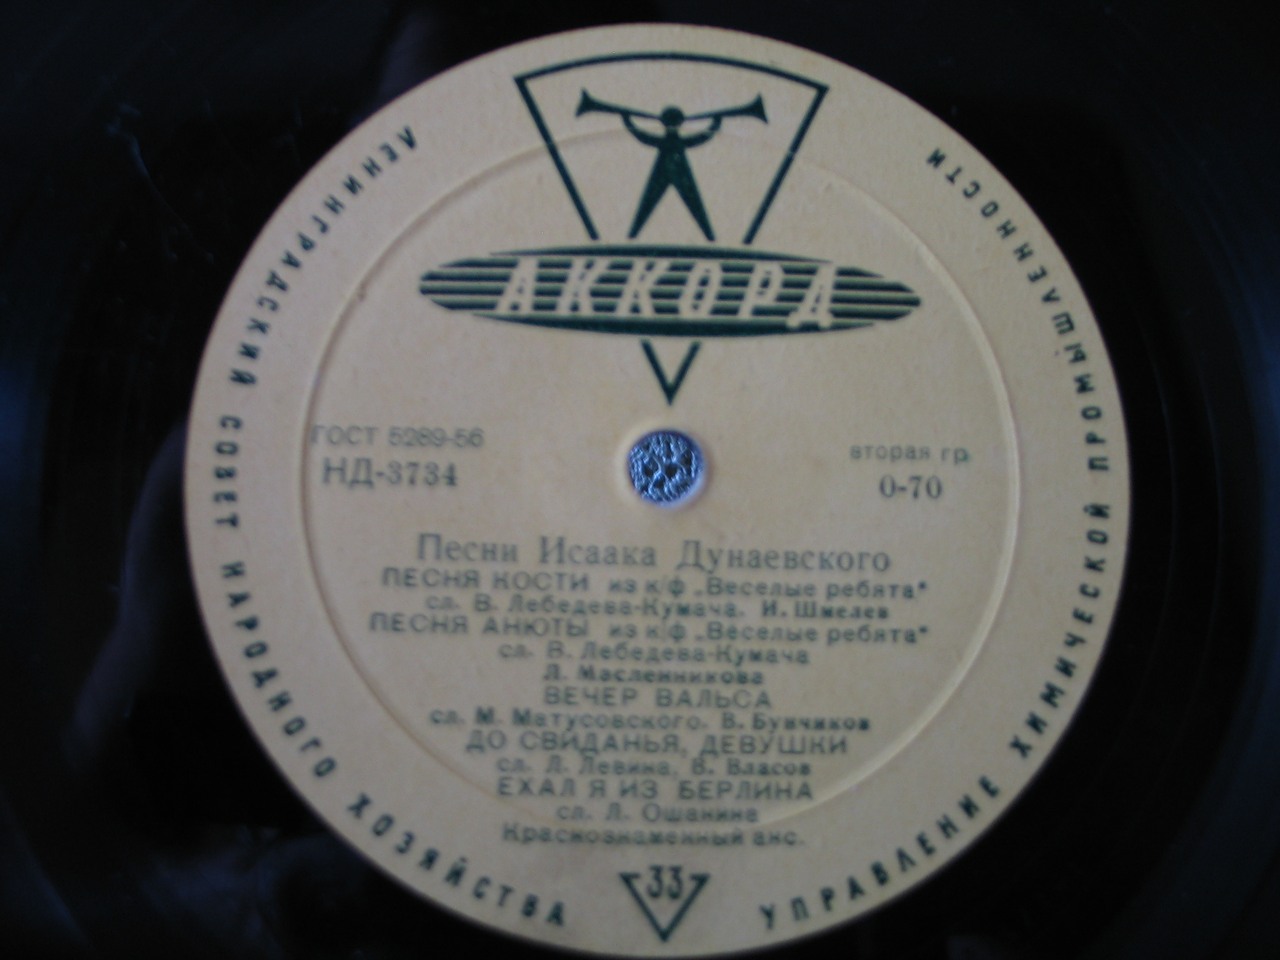 ЛЕНИНГРАДСКИЙ СОВЕТ НАРОДНОГО ХОЗЯЙСТВА
УПРАВЛЕНИЕ ХИМИЧЕСКОЙ ПРОМЫШЛЕННОСТИ
АККОРД
ГОСТ 5289-56
НД-3734
вторая гр.
0-70
Песни Исаака Дунаевского
ПЕСНЯ КОСТИ из к/ф „Веселые ребята"
сл. В. Лебедева-Кумача. И. Шмелев
ПЕСНЯ АНЮТЫ из к/ф „Веселые ребята"
сл. В. Лебедева-Кумача
Л. Масленникова
ВЕЧЕР ВАЛЬСА
сл. М. Матусовского. В. Бунчиков
ДО СВИДАНЬЯ, ДЕВУШКИ
сл. Л. Левина, В. Власов
ЕХАЛ Я ИЗ БЕРЛИНА
сл. Л. Ошанина
Краснознаменный анс.
33